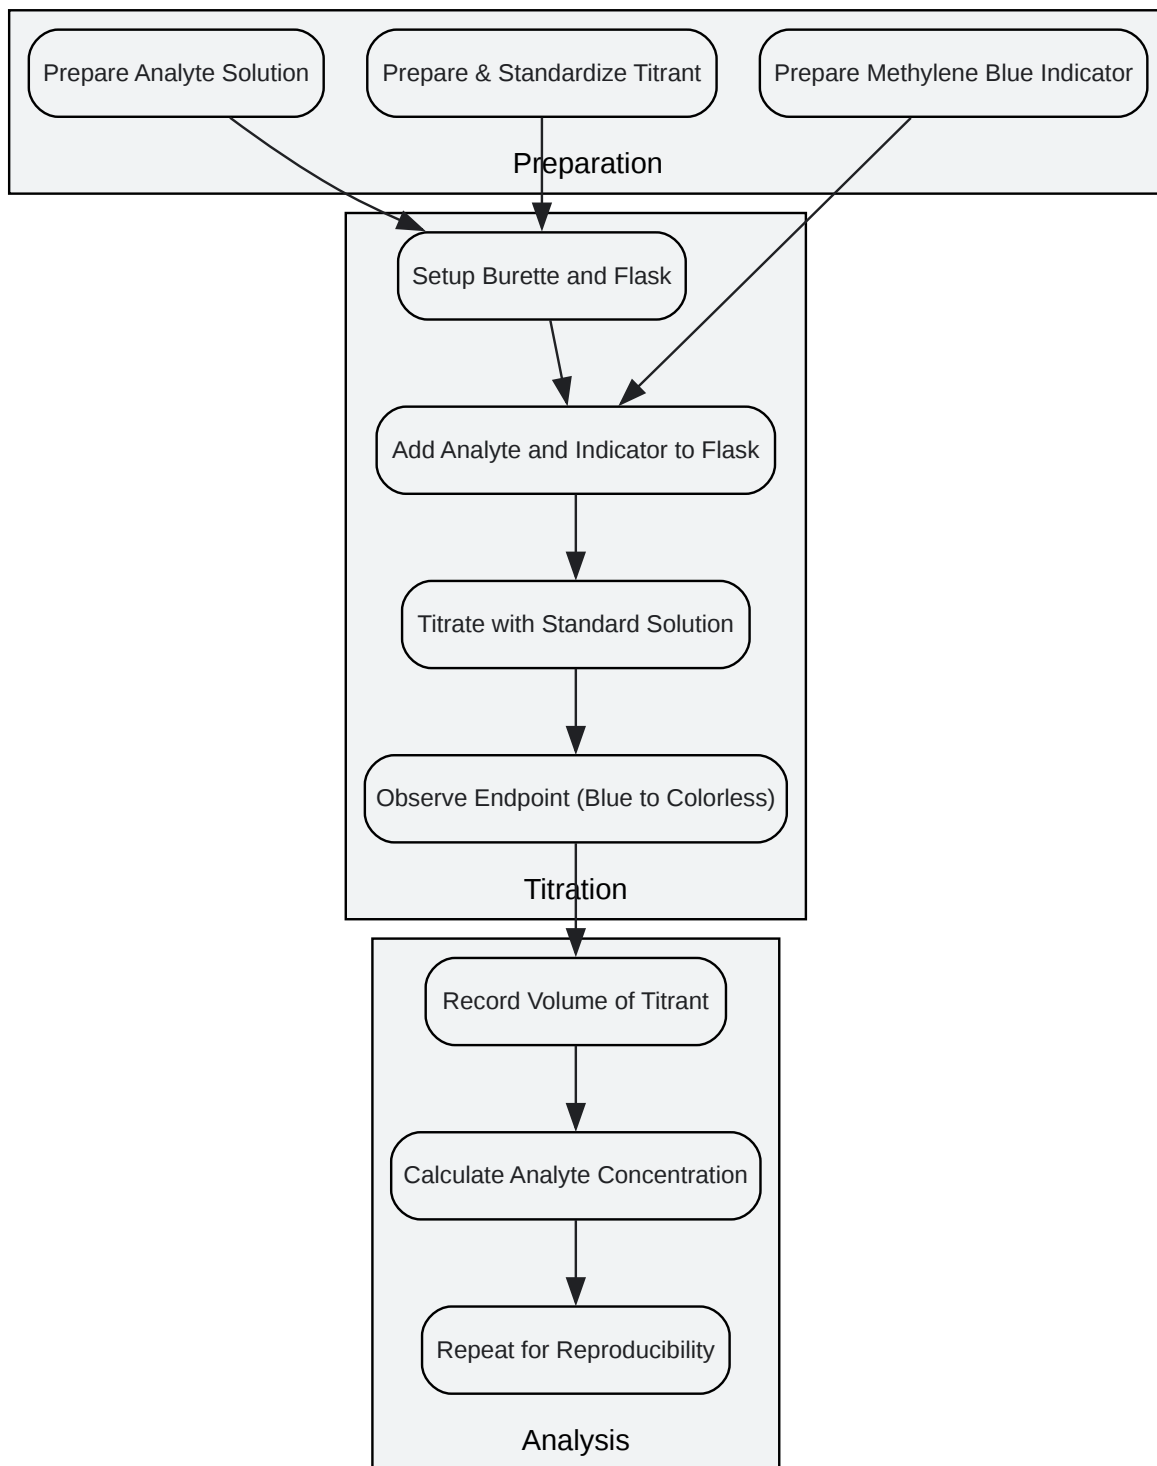 Prepare Analyte Solution
Prepare & Standardize Titrant
Prepare Methylene Blue Indicator
Preparation
Setup Burette and Flask
Add Analyte and Indicator to Flask
Titrate with Standard Solution
Observe Endpoint (Blue to Colorless)
Titration
Record Volume of Titrant
Calculate Analyte Concentration
Repeat for Reproducibility
Analysis